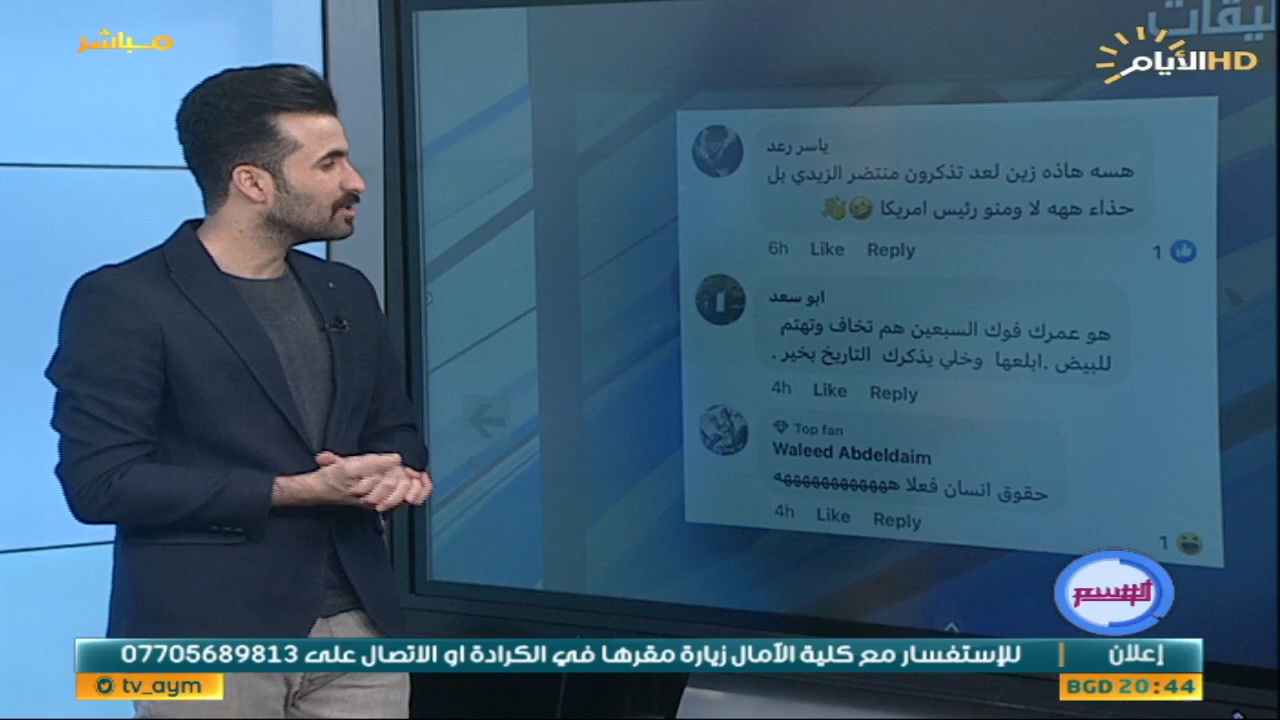 مباشر
ليقات
الأيام HD
ياسر رعد
هسه هاذه زين لعد تذكرون منتضر الزيدي بل
حذاء ههه لا ومنو رئيس امريكا 🤣👏
6h Like Reply
1
ابو سعد
هو عمرك فوك السبعين هم تخاف وتهتم
للبيض .ابلعها وخلي يذكرك التاريخ بخير .
4h Like Reply
Top fan
Waleed Abdeldaim
حقوق انسان فعلا هههههههههههههه
4h Like Reply
1
إعلان
للإستفسار مع كلية الآمال زيارة مقرها في الكرادة او الاتصال على 07705689813
tv_aym
BGD 20:44